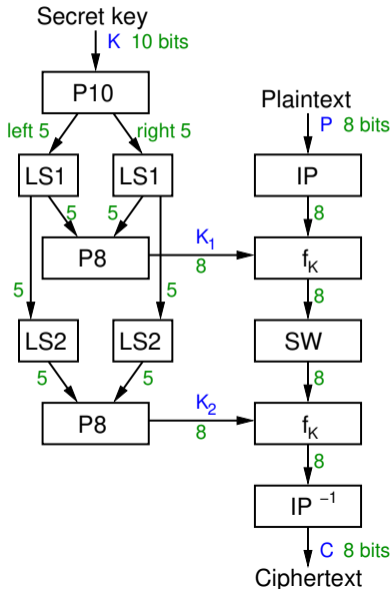 Secret key
K 10 bits
P10
Plaintext
P 8 bits
left 5
right 5
LS1
LS1
IP
5
5
8
P8
K1
8
fK
5
5
8
LS2
LS2
SW
5
5
8
P8
K2
8
fK
8
IP -1
C 8 bits
Ciphertext